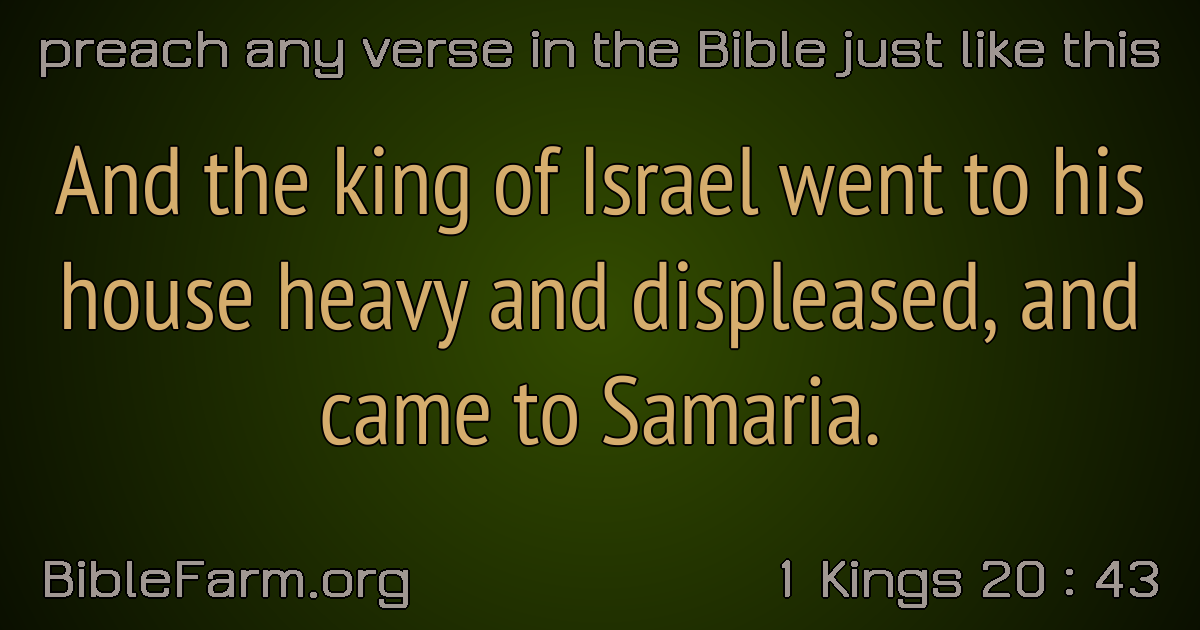 preach any verse in the Bible just like this
And the king of Israel went to his
house heavy and displeased, and
came to Samaria.
BibleFarm.org
1 Kings 20 : 43